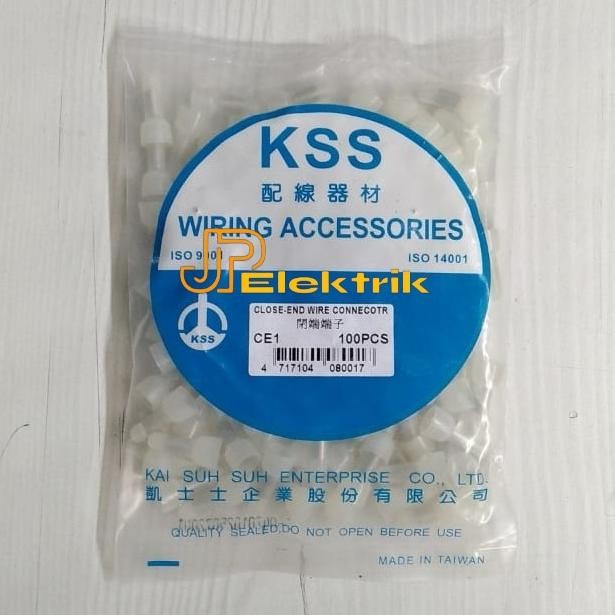 KSS
配線器材
WIRING ACCESSORIES
ISO 9001
ISO 14001
JP Elektrik
KSS
CLOSE-END WIRE CONNECOTR
閉端端子
CE1 100PCS
4 717104 080017
KAI SUH SUH ENTERPRISE CO., LTD.
凱士士企業股份有限公司
QUALITY SEALED,DO NOT OPEN BEFORE USE
MADE IN TAIWAN